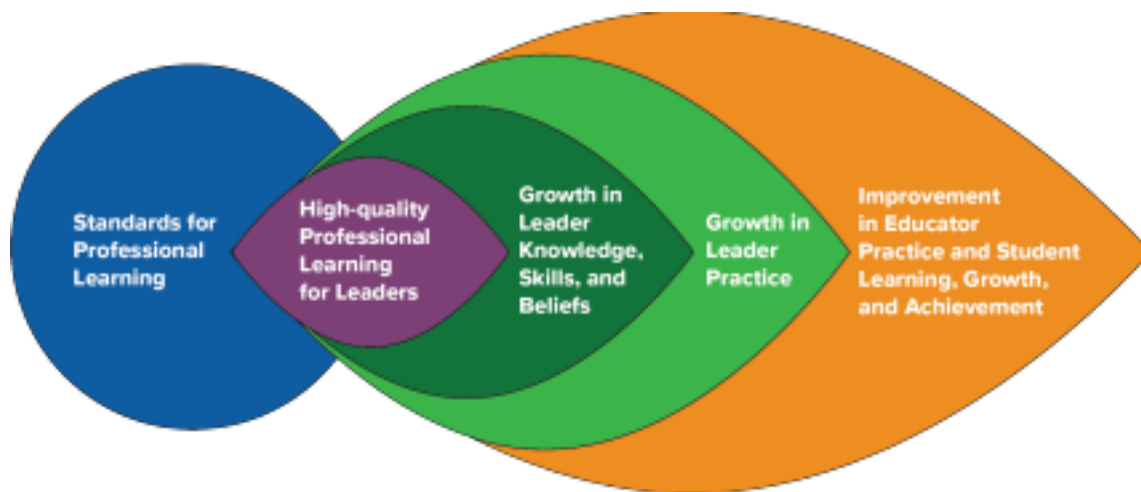 Standards for
Professional
Learning
High-quality
Professional
Learning
for Leaders
Growth in
Leader
Knowledge,
Skills, and
Beliefs
Growth in
Leader
Practice
Improvement
in Educator
Practice and Student
Learning, Growth,
and Achievement